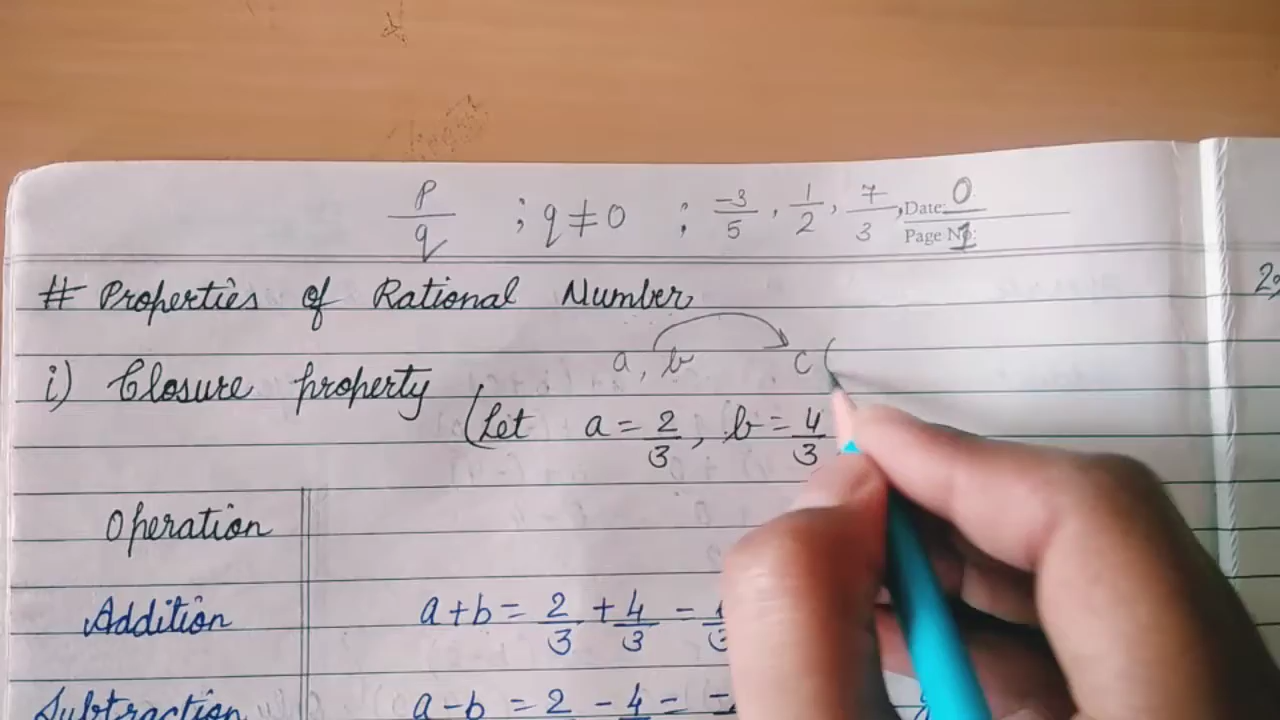 p/q ; q ≠ 0 ; -3/5 , 1/2 , 7/3 , Date: 0
Page No: 1
# Properties of Rational Number
a, b c (
i) Closure property (Let a = 2/3, b = 4/3
Operation
Addition a+b = 2/3 + 4/3 =
Subtraction a-b = 2 - 4 = -